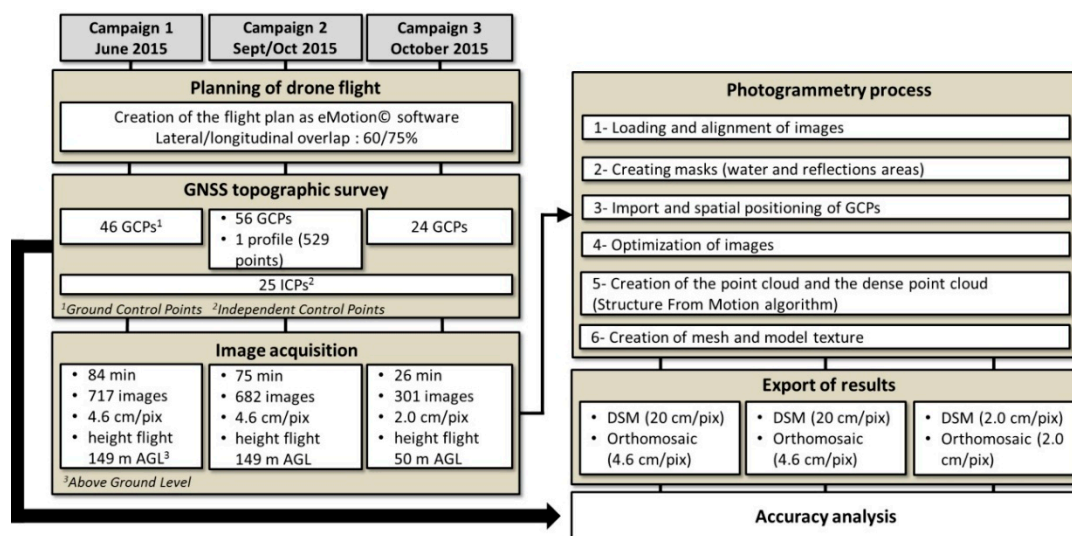 Campaign 1
June 2015
Campaign 2
Sept/Oct 2015
Campaign 3
October 2015
Planning of drone flight
Creation of the flight plan as eMotion© software
Lateral/longitudinal overlap : 60/75%
GNSS topographic survey
46 GCPs¹
• 56 GCPs
• 1 profile (529
points)
24 GCPs
25 ICPs²
¹Ground Control Points ²Independent Control Points
Image acquisition
• 84 min
• 717 images
• 4.6 cm/pix
• height flight
149 m AGL³
• 75 min
• 682 images
• 4.6 cm/pix
• height flight
149 m AGL
• 26 min
• 301 images
• 2.0 cm/pix
• height flight
50 m AGL
³Above Ground Level
Photogrammetry process
1- Loading and alignment of images
2- Creating masks (water and reflections areas)
3- Import and spatial positioning of GCPs
4- Optimization of images
5- Creation of the point cloud and the dense point cloud
(Structure From Motion algorithm)
6- Creation of mesh and model texture
Export of results
• DSM (20 cm/pix)
• Orthomosaic
(4.6 cm/pix)
• DSM (20 cm/pix)
• Orthomosaic
(4.6 cm/pix)
• DSM (2.0 cm/pix)
• Orthomosaic (2.0
cm/pix)
Accuracy analysis